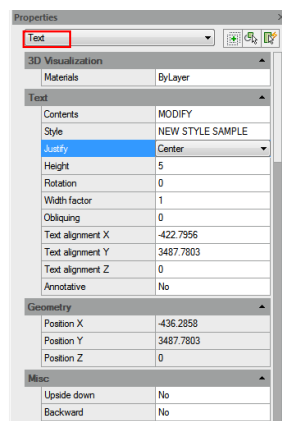 Properties
Text
3D Visualization
Materials ByLayer
Text
Contents MODIFY
Style NEW STYLE SAMPLE
Justify Center
Height 5
Rotation 0
Width factor 1
Obliquing 0
Text alignment X -422.7956
Text alignment Y 3487.7803
Text alignment Z 0
Annotative No
Geometry
Position X -436.2858
Position Y 3487.7803
Position Z 0
Misc
Upside down No
Backward No